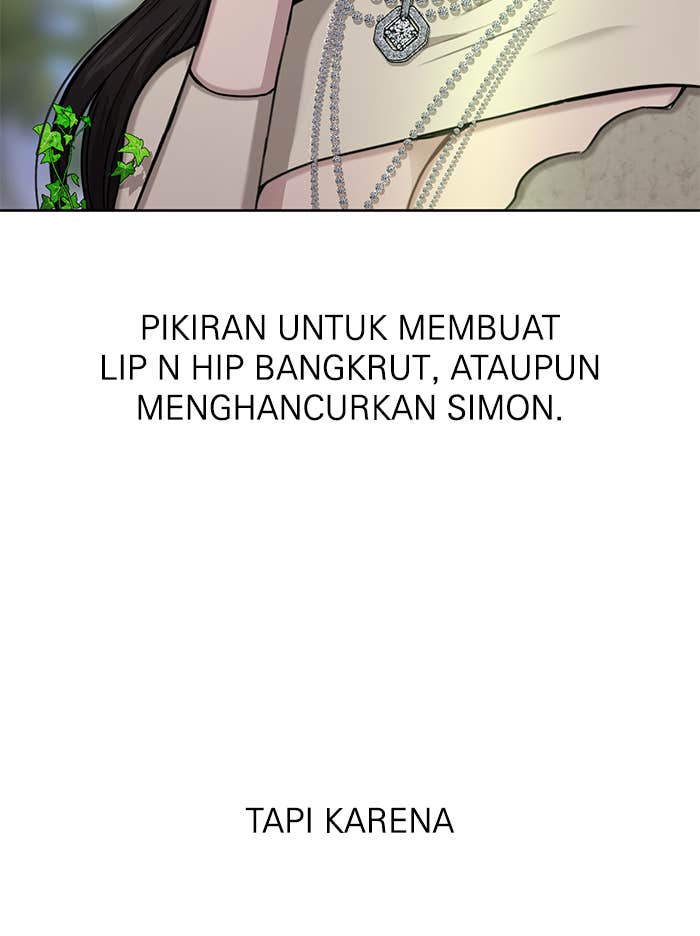 PIKIRAN UNTUK MEMBUAT
LIP N HIP BANGKRUT, ATAUPUN
MENGHANCURKAN SIMON.
TAPI KARENA